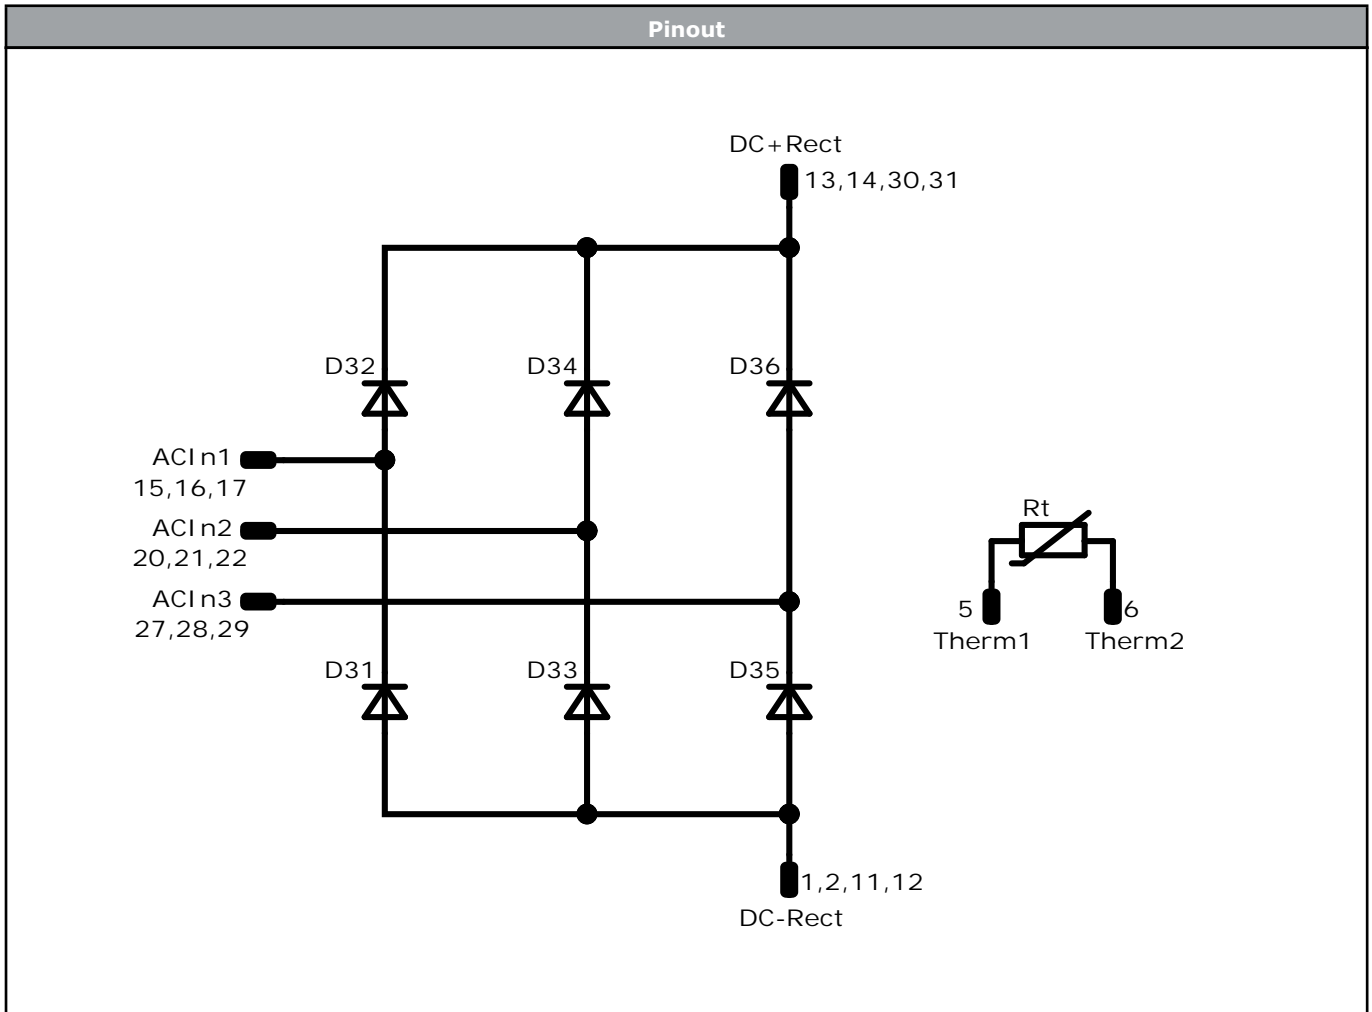 Pinout
DC+Rect
13,14,30,31
D32
D34
D36
ACIn1
15,16,17
ACIn2
20,21,22
ACIn3
27,28,29
Rt
5
6
Therm1
Therm2
D31
D33
D35
1,2,11,12
DC-Rect